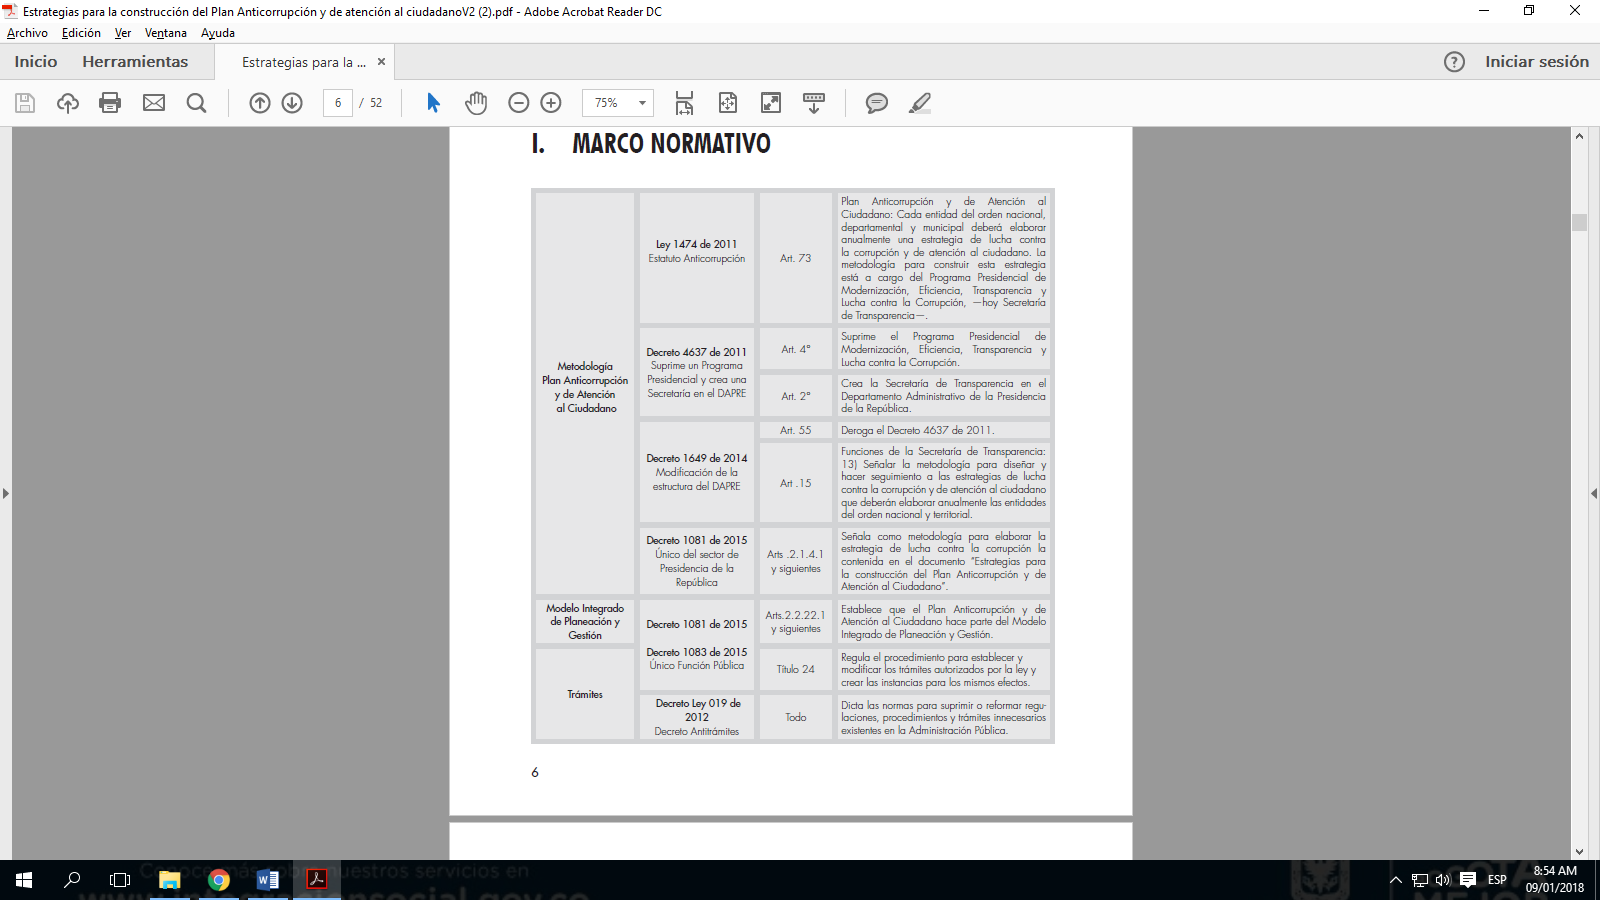 Estrategias para la construcción del Plan Anticorrupción y de atención al ciudadanoV2 (2).pdf - Adobe Acrobat Reader DC
Archivo Edición Ver Ventana Ayuda
Inicio Herramientas Estrategias para la ... × Iniciar sesión
6 / 52 75%
I. MARCO NORMATIVO
Metodología
Plan Anticorrupción
y de Atención
al Ciudadano
Ley 1474 de 2011
Estatuto Anticorrupción
Art. 73
Plan Anticorrupción y de Atención al
Ciudadano: Cada entidad del orden nacional,
departamental y municipal deberá elaborar
anualmente una estrategia de lucha contra
la corrupción y de atención al ciudadano. La
metodología para construir esta estrategia
está a cargo del Programa Presidencial de
Modernización, Eficiencia, Transparencia y
Lucha contra la Corrupción, —hoy Secretaría
de Transparencia—.
Decreto 4637 de 2011
Suprime un Programa
Presidencial y crea una
Secretaría en el DAPRE
Art. 4°
Suprime el Programa Presidencial de
Modernización, Eficiencia, Transparencia y
Lucha contra la Corrupción.
Art. 2°
Crea la Secretaría de Transparencia en el
Departamento Administrativo de la Presidencia
de la República.
Decreto 1649 de 2014
Modificación de la
estructura del DAPRE
Art. 55
Deroga el Decreto 4637 de 2011.
Art .15
Funciones de la Secretaría de Transparencia:
13) Señalar la metodología para diseñar y
hacer seguimiento a las estrategias de lucha
contra la corrupción y de atención al ciudadano
que deberán elaborar anualmente las entidades
del orden nacional y territorial.
Decreto 1081 de 2015
Único del sector de
Presidencia de la
República
Arts .2.1.4.1
y siguientes
Señala como metodología para elaborar la
estrategia de lucha contra la corrupción la
contenida en el documento “Estrategias para
la construcción del Plan Anticorrupción y de
Atención al Ciudadano”.
Modelo Integrado
de Planeación y
Gestión
Decreto 1081 de 2015
Arts.2.2.22.1
y siguientes
Establece que el Plan Anticorrupción y de
Atención al Ciudadano hace parte del Modelo
Integrado de Planeación y Gestión.
Trámites
Decreto 1083 de 2015
Único Función Pública
Título 24
Regula el procedimiento para establecer y
modificar los trámites autorizados por la ley y
crear las instancias para los mismos efectos.
Decreto Ley 019 de
2012
Decreto Antitrámites
Todo
Dicta las normas para suprimir o reformar regu-
laciones, procedimientos y trámites innecesarios
existentes en la Administración Pública.
6
ESP
8:54 AM
09/01/2018